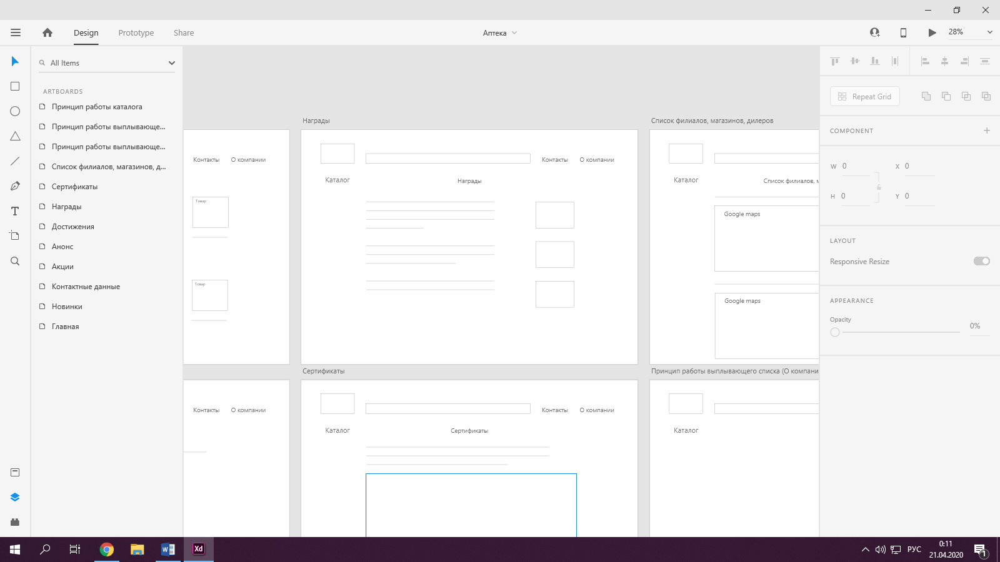 Design
Prototype
Share
Аптека
28%
All Items
ARTBOARDS
Принцип работы каталога
Принцип работы выплывающе...
Принцип работы выплывающе...
Список филиалов, магазинов, д...
Сертификаты
Награды
Достижения
Анонс
Акции
Контактные данные
Новинки
Главная
Контакты
О компании
Товар
Товар
Награды
Контакты
О компании
Каталог
Награды
Список филиалов, магазинов, дилеров
Каталог
Список филиалов, м
Google maps
Google maps
Контакты
О компании
Сертификаты
Контакты
О компании
Каталог
Сертификаты
Принцип работы выплывающего списка (О компани
Каталог
Repeat Grid
COMPONENT
W 0
X 0
H 0
Y 0
LAYOUT
Responsive Resize
APPEARANCE
Opacity
0%
W
Xd
РУС
0:11
21.04.2020
1